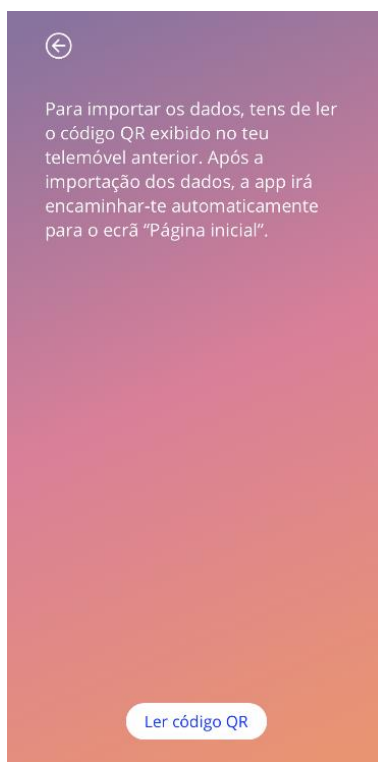 Para importar os dados, tens de ler
o código QR exibido no teu
telemóvel anterior. Após a
importação dos dados, a app irá
encaminhar-te automaticamente
para o ecrã "Página inicial".
Ler código QR